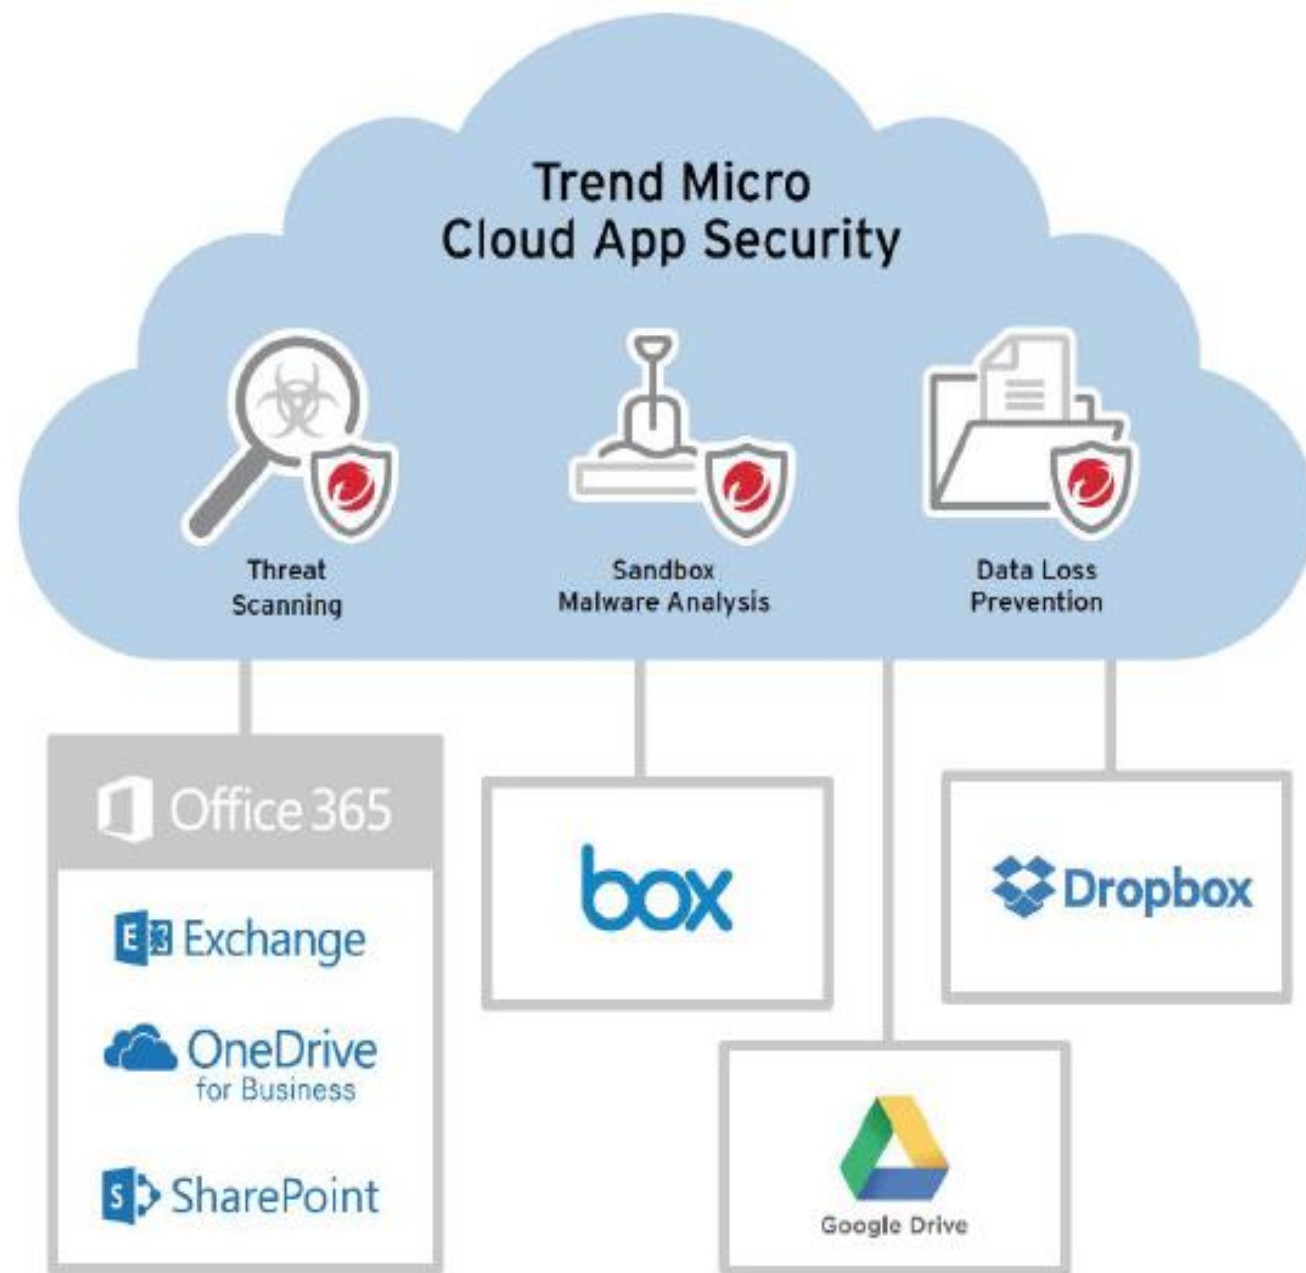 Trend Micro
Cloud App Security
Threat
Scanning
Sandbox
Malware Analysis
Data Loss
Prevention
Office 365
E Exchange
OneDrive
for Business
S SharePoint
box
Dropbox
Google Drive